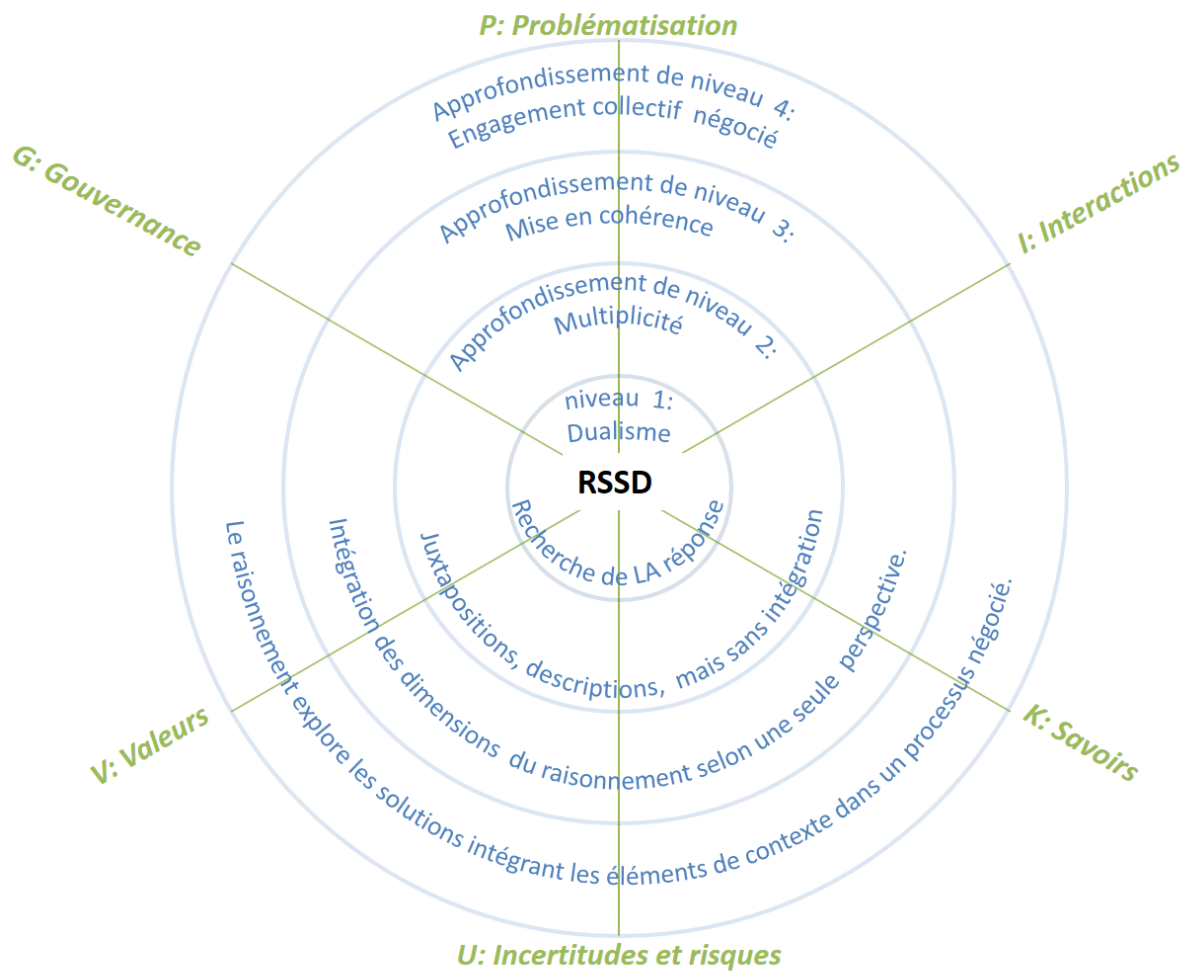 P: Problématisation
Approfondissement de niveau 4:
Engagement collectif négocié
G: Gouvernance
I: Interactions
Approfondissement de niveau 3:
Mise en cohérence
Approfondissement de niveau 2:
Multiplicité
niveau 1:
Dualisme
RSSD
Recherche de LA réponse
Juxtapositions, descriptions, mais sans intégration
Intégration des dimensions du raisonnement selon une seule perspective.
Le raisonnement explore les solutions intégrant les éléments de contexte dans un processus négocié.
V: Valeurs
K: Savoirs
U: Incertitudes et risques